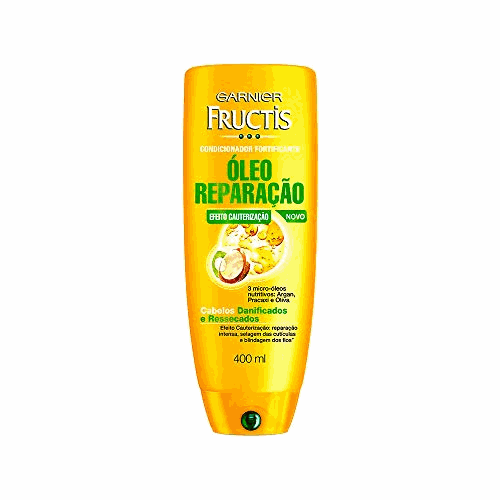 GARNIER
FRUCTIS
CONDICIONADOR FORTIFICANTE
ÓLEO
REPARAÇÃO
EFEITO CAUTERIZAÇÃO NOVO
3 micro-óleos
nutritivos: Argan,
Pracaxi e Oliva
Cabelos Danificados
e Ressecados
Efeito Cauterização: reparação
intensa, selagem das cutículas
e blindagem dos fios*
400 ml